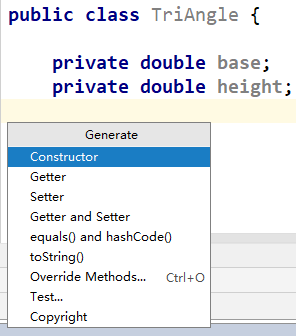 public class TriAngle {
private double base;
private double height;
Generate
Constructor
Getter
Setter
Getter and Setter
equals() and hashCode()
toString()
Override Methods... Ctrl+O
Test...
Copyright